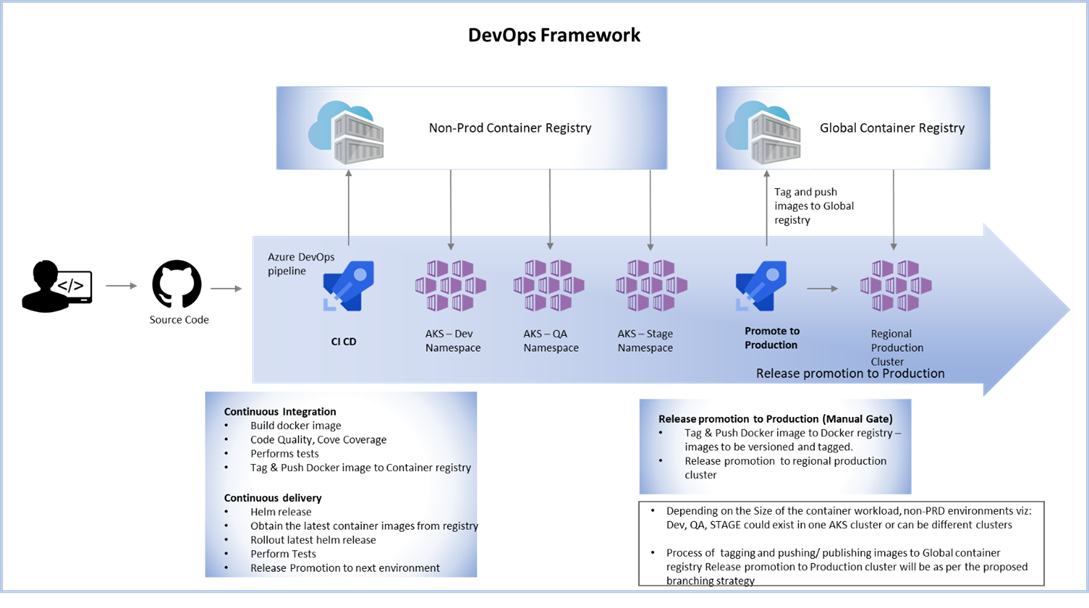 DevOps Framework
Non-Prod Container Registry
Global Container Registry
Tag and push
images to Global
registry
Azure DevOps
pipeline
</>
Source Code
CI CD
AKS – Dev
Namespace
AKS – QA
Namespace
AKS – Stage
Namespace
Promote to
Production
Regional
Production
Cluster
Release promotion to Production
Continuous Integration
• Build docker image
• Code Quality, Cove Coverage
• Performs tests
• Tag & Push Docker image to Container registry
Continuous delivery
• Helm release
• Obtain the latest container images from registry
• Rollout latest helm release
• Perform Tests
• Release Promotion to next environment
Release promotion to Production (Manual Gate)
• Tag & Push Docker image to Docker registry –
images to be versioned and tagged.
• Release promotion to regional production
cluster
• Depending on the Size of the container workload, non-PRD environments viz:
Dev, QA, STAGE could exist in one AKS cluster or can be different clusters
• Process of tagging and pushing/ publishing images to Global container
registry Release promotion to Production cluster will be as per the proposed
branching strategy